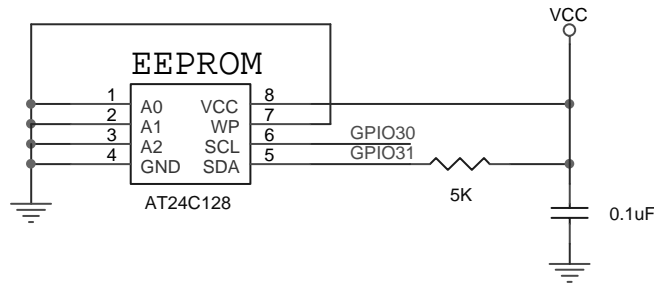 VCC
EEPROM
1 A0 VCC 8
2 A1 WP 7
3 A2 SCL 6 GPIO30
4 GND SDA 5 GPIO31
AT24C128
5K
0.1uF